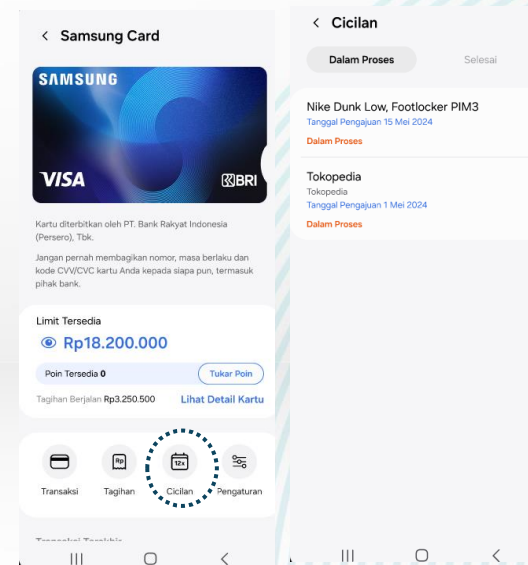 Samsung Card
SAMSUNG
VISA
BRI
Kartu diterbitkan oleh PT. Bank Rakyat Indonesia
(Persero), Tbk.
Jangan pernah membagikan nomor, masa berlaku dan
kode CVV/CVC kartu Anda kepada siapa pun, termasuk
pihak bank.
Limit Tersedia
Rp18.200.000
Poin Tersedia 0 Tukar Poin
Tagihan Berjalan Rp3.250.500 Lihat Detail Kartu
Rp 12x
Transaksi Tagihan Cicilan Pengaturan
Cicilan
Dalam Proses Selesai
Nike Dunk Low, Footlocker PIM3
Tanggal Pengajuan 15 Mei 2024
Dalam Proses
Tokopedia
Tokopedia
Tanggal Pengajuan 1 Mei 2024
Dalam Proses